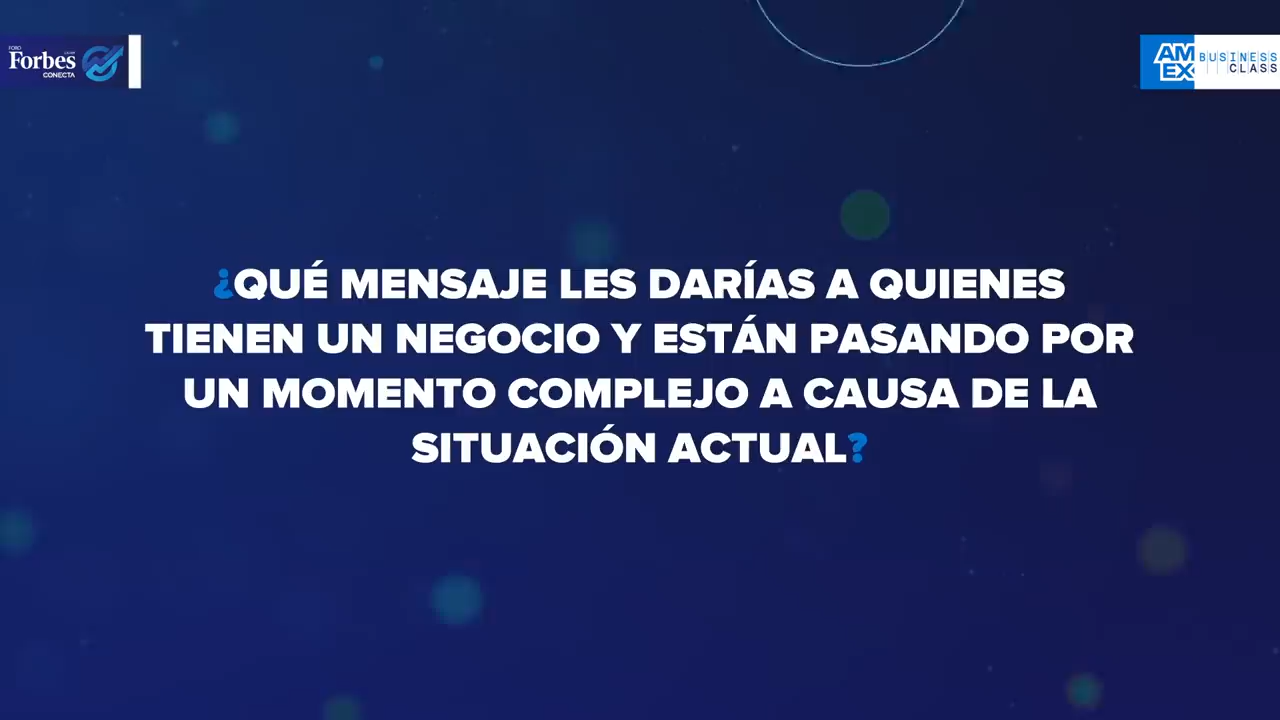 FORO
Forbes
CONECTA
AM
EX
BUSINESS
CLASS
¿QUÉ MENSAJE LES DARÍAS A QUIENES
TIENEN UN NEGOCIO Y ESTÁN PASANDO POR
UN MOMENTO COMPLEJO A CAUSA DE LA
SITUACIÓN ACTUAL?